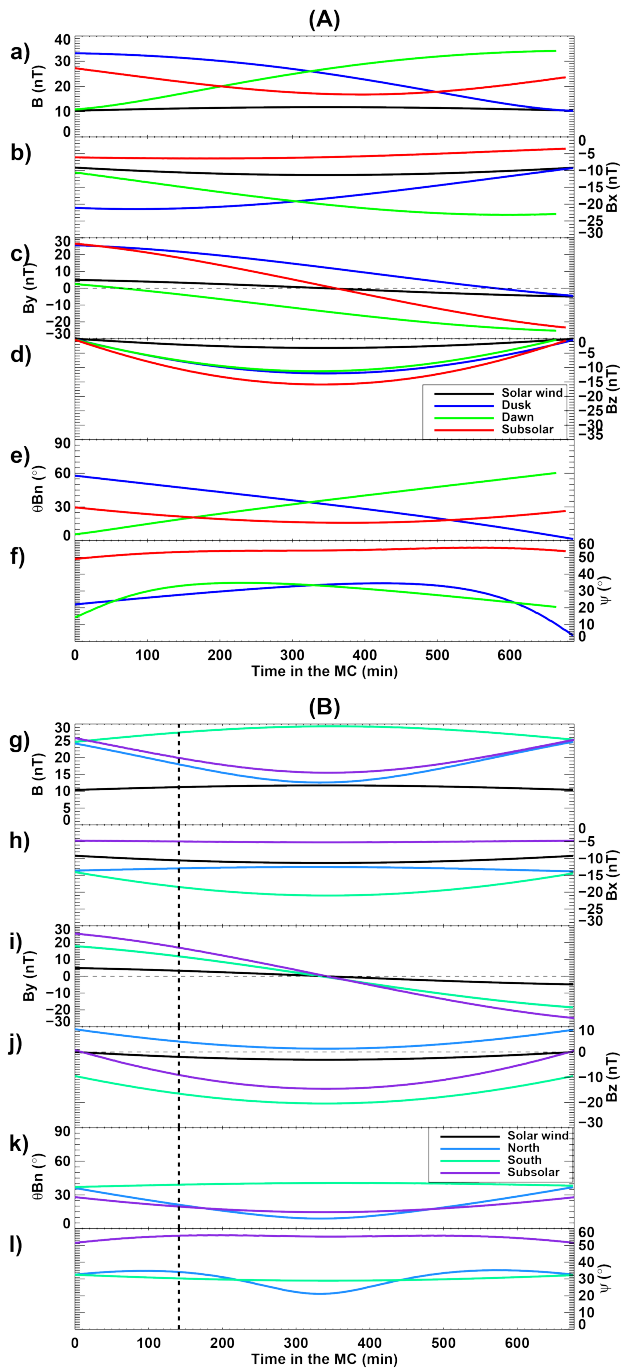 (A)
a)
B (nT)
40
30
20
10
0
b)
0
−5
−10
−15
−20
−25
−30
Bx (nT)
c)
By (nT)
30
20
10
0
−10
−20
−30
d)
0
−5
−10
−15
−20
−25
−30
−35
Bz (nT)
Solar wind
Dusk
Dawn
Subsolar
e)
θBn (°)
90
60
30
0
f)
60
50
40
30
20
10
0
ψ (°)
0 100 200 300 400 500 600
Time in the MC (min)
(B)
g)
B (nT)
30
25
20
15
10
5
0
h)
0
−5
−10
−15
−20
−25
−30
Bx (nT)
i)
By (nT)
30
20
10
0
−10
−20
−30
j)
10
0
−10
−20
−30
Bz (nT)
k)
θBn (°)
90
60
30
0
Solar wind
North
South
Subsolar
l)
60
50
40
30
20
10
0
ψ (°)
0 100 200 300 400 500 600
Time in the MC (min)